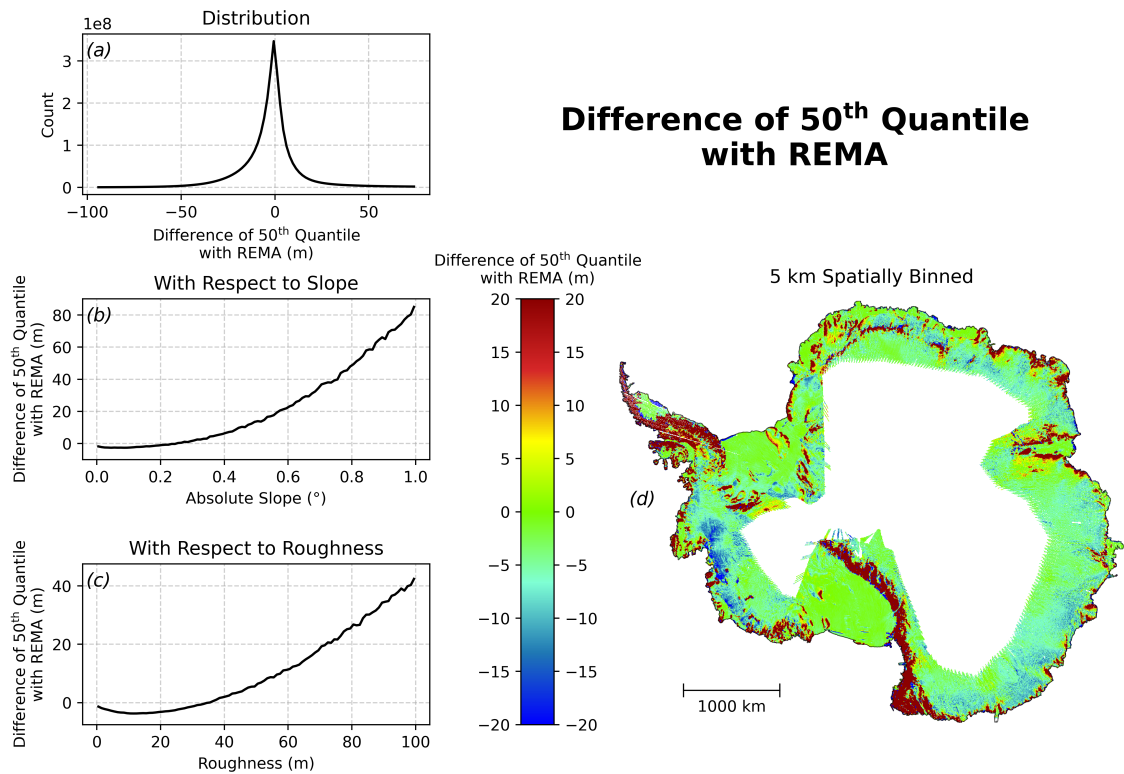 Difference of 50th Quantile
with REMA
Distribution
1e8
(a)
3
2
1
0
Count
−100
−50
0
50
Difference of 50th Quantile
with REMA (m)
With Respect to Slope
(b)
80
60
40
20
0
Difference of 50th Quantile
with REMA (m)
0.0
0.2
0.4
0.6
0.8
1.0
Absolute Slope (°)
With Respect to Roughness
(c)
40
20
0
Difference of 50th Quantile
with REMA (m)
0
20
40
60
80
100
Roughness (m)
Difference of 50th Quantile
with REMA (m)
20 20
15 15
10 10
5 5
0 0
−5 −5
−10 −10
−15 −15
−20 −20
5 km Spatially Binned
(d)
1000 km